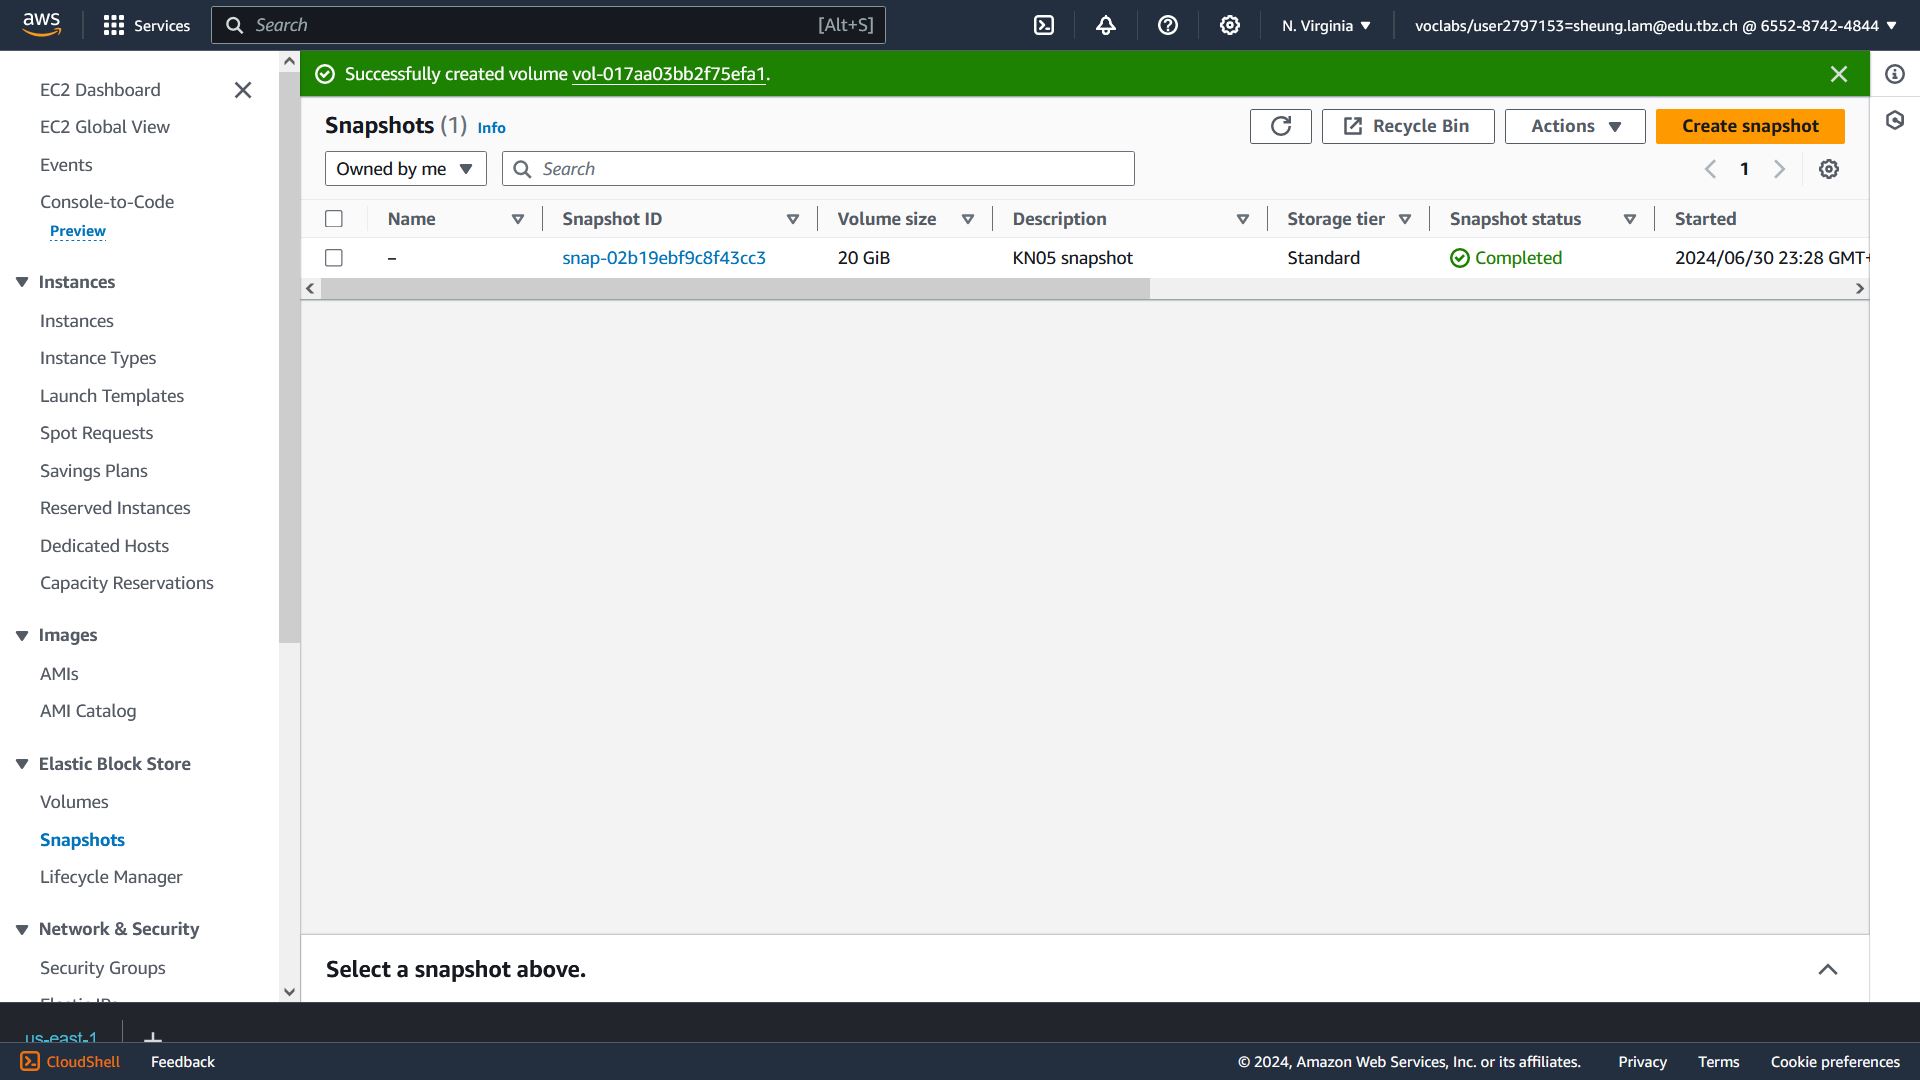 aws
Services
Search
[Alt+S]
N. Virginia
voclabs/user2797153=sheung.lam@edu.tbz.ch @ 6552-8742-4844
EC2 Dashboard
EC2 Global View
Events
Console-to-Code
Preview
Instances
Instances
Instance Types
Launch Templates
Spot Requests
Savings Plans
Reserved Instances
Dedicated Hosts
Capacity Reservations
Images
AMIs
AMI Catalog
Elastic Block Store
Volumes
Snapshots
Lifecycle Manager
Network & Security
Security Groups
Elastic IPs
Successfully created volume vol-017aa03bb2f75efa1.
Snapshots (1) Info
Recycle Bin
Actions
Create snapshot
Owned by me
Search
1
Name Snapshot ID Volume size Description Storage tier Snapshot status Started
– snap-02b19ebf9c8f43cc3 20 GiB KN05 snapshot Standard Completed 2024/06/30 23:28 GMT+
Select a snapshot above.
us-east-1
CloudShell
Feedback
© 2024, Amazon Web Services, Inc. or its affiliates.
Privacy
Terms
Cookie preferences